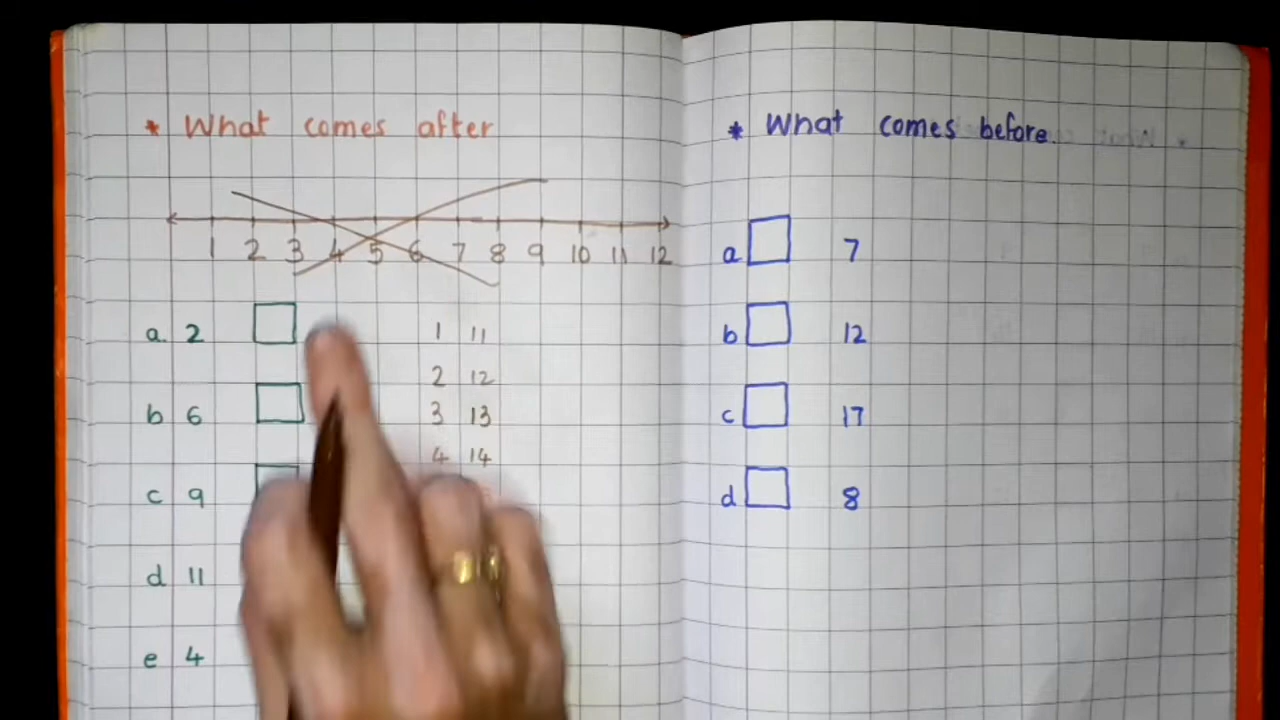 * What comes after
1 2 3 4 5 6 7 8 9 10 11 12
a 2
b 6
c 9
d 11
e 4
1 11
2 12
3 13
4 14
* What comes before.
a 7
b 12
c 17
d 8